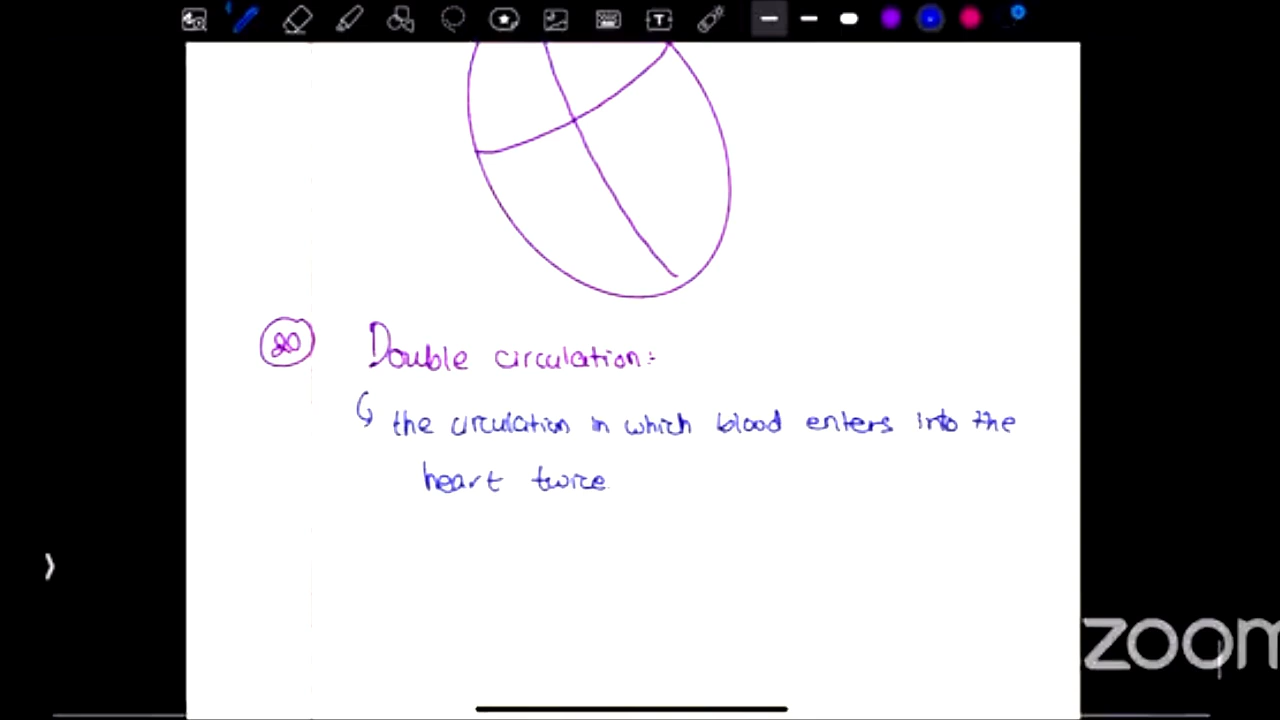 20 Double circulation:-
the circulation in which blood enters into the
heart twice
zoom